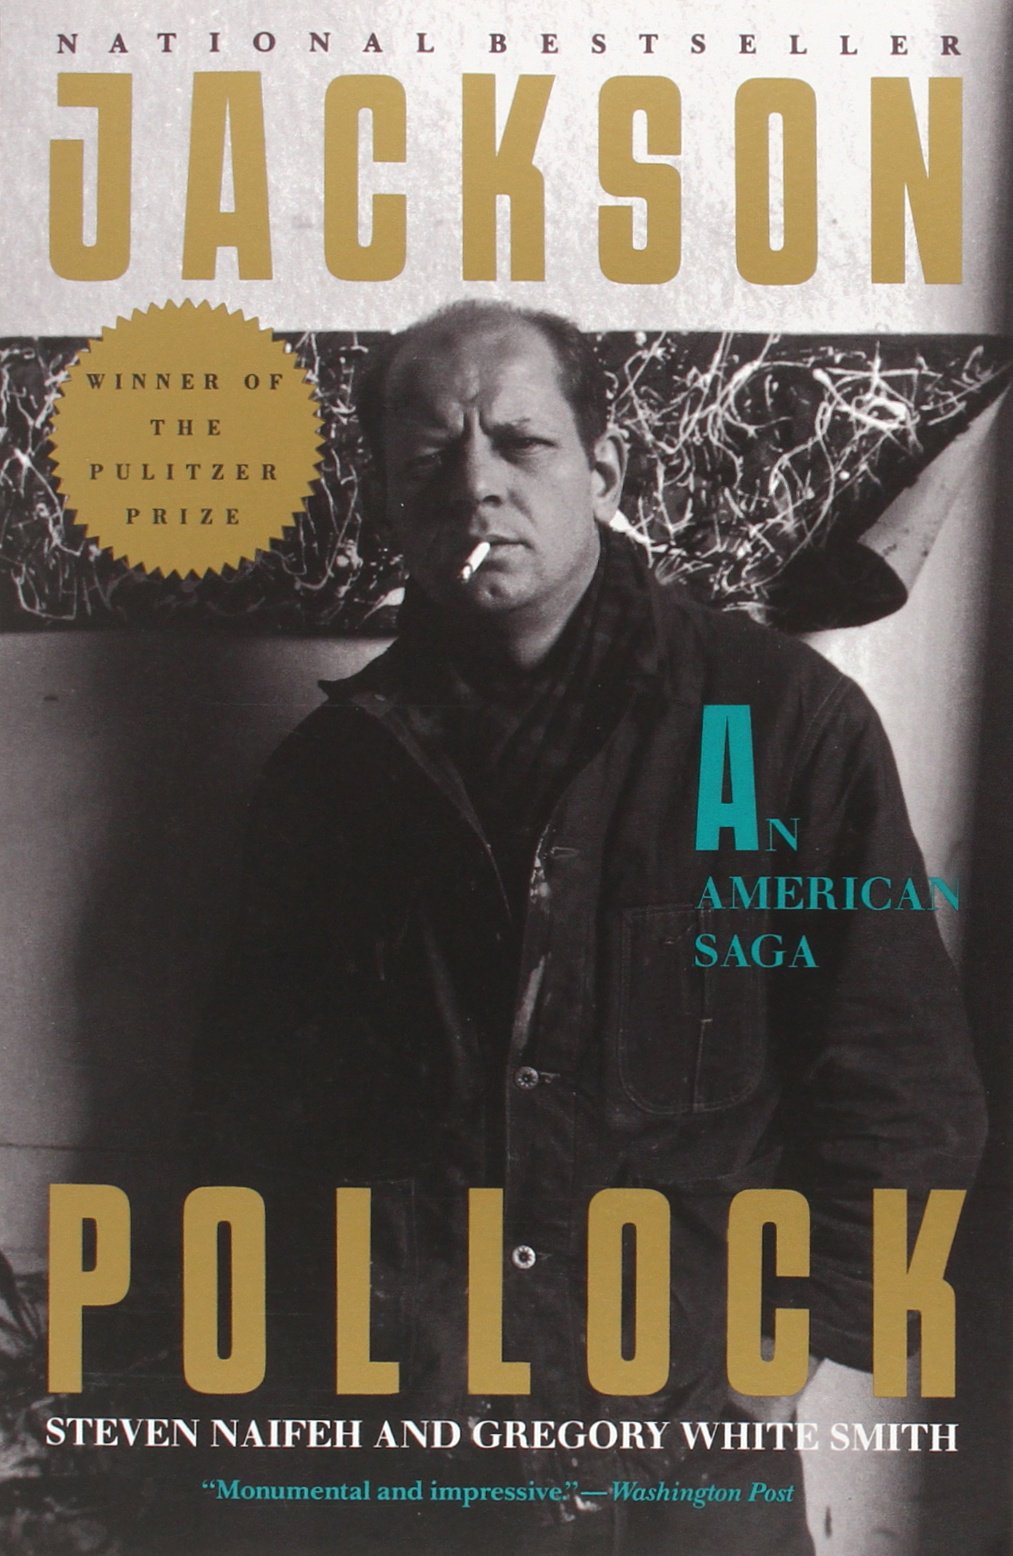 NATIONAL BESTSELLER
JACKSON
WINNER OF
THE
PULITZER
PRIZE
AN
AMERICAN
SAGA
POLLOCK
STEVEN NAIFEH AND GREGORY WHITE SMITH
“Monumental and impressive.”—Washington Post